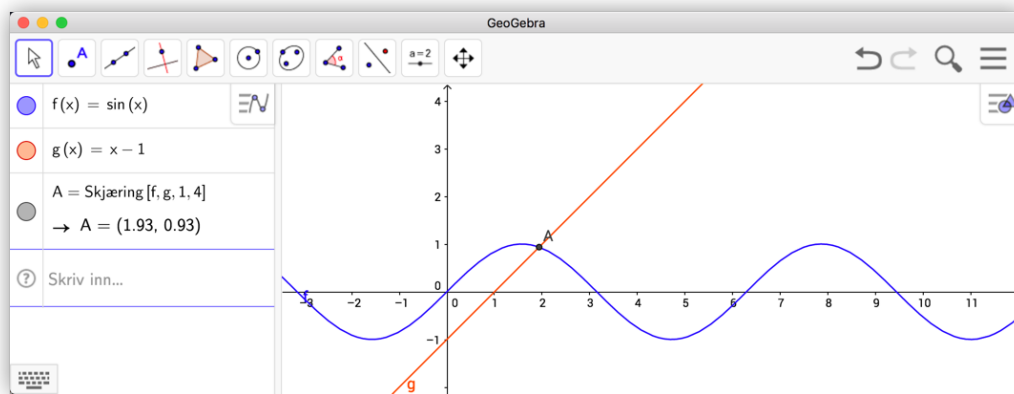 GeoGebra
A
α
a=2
f(x) = sin(x)
g(x) = x − 1
A = Skjæring[f, g, 1, 4]
→ A = (1.93, 0.93)
? Skriv inn...
4
3
2
1
0
−1
−3 −2 −1 0 1 2 3 4 5 6 7 8 9 10 11
A
f
g